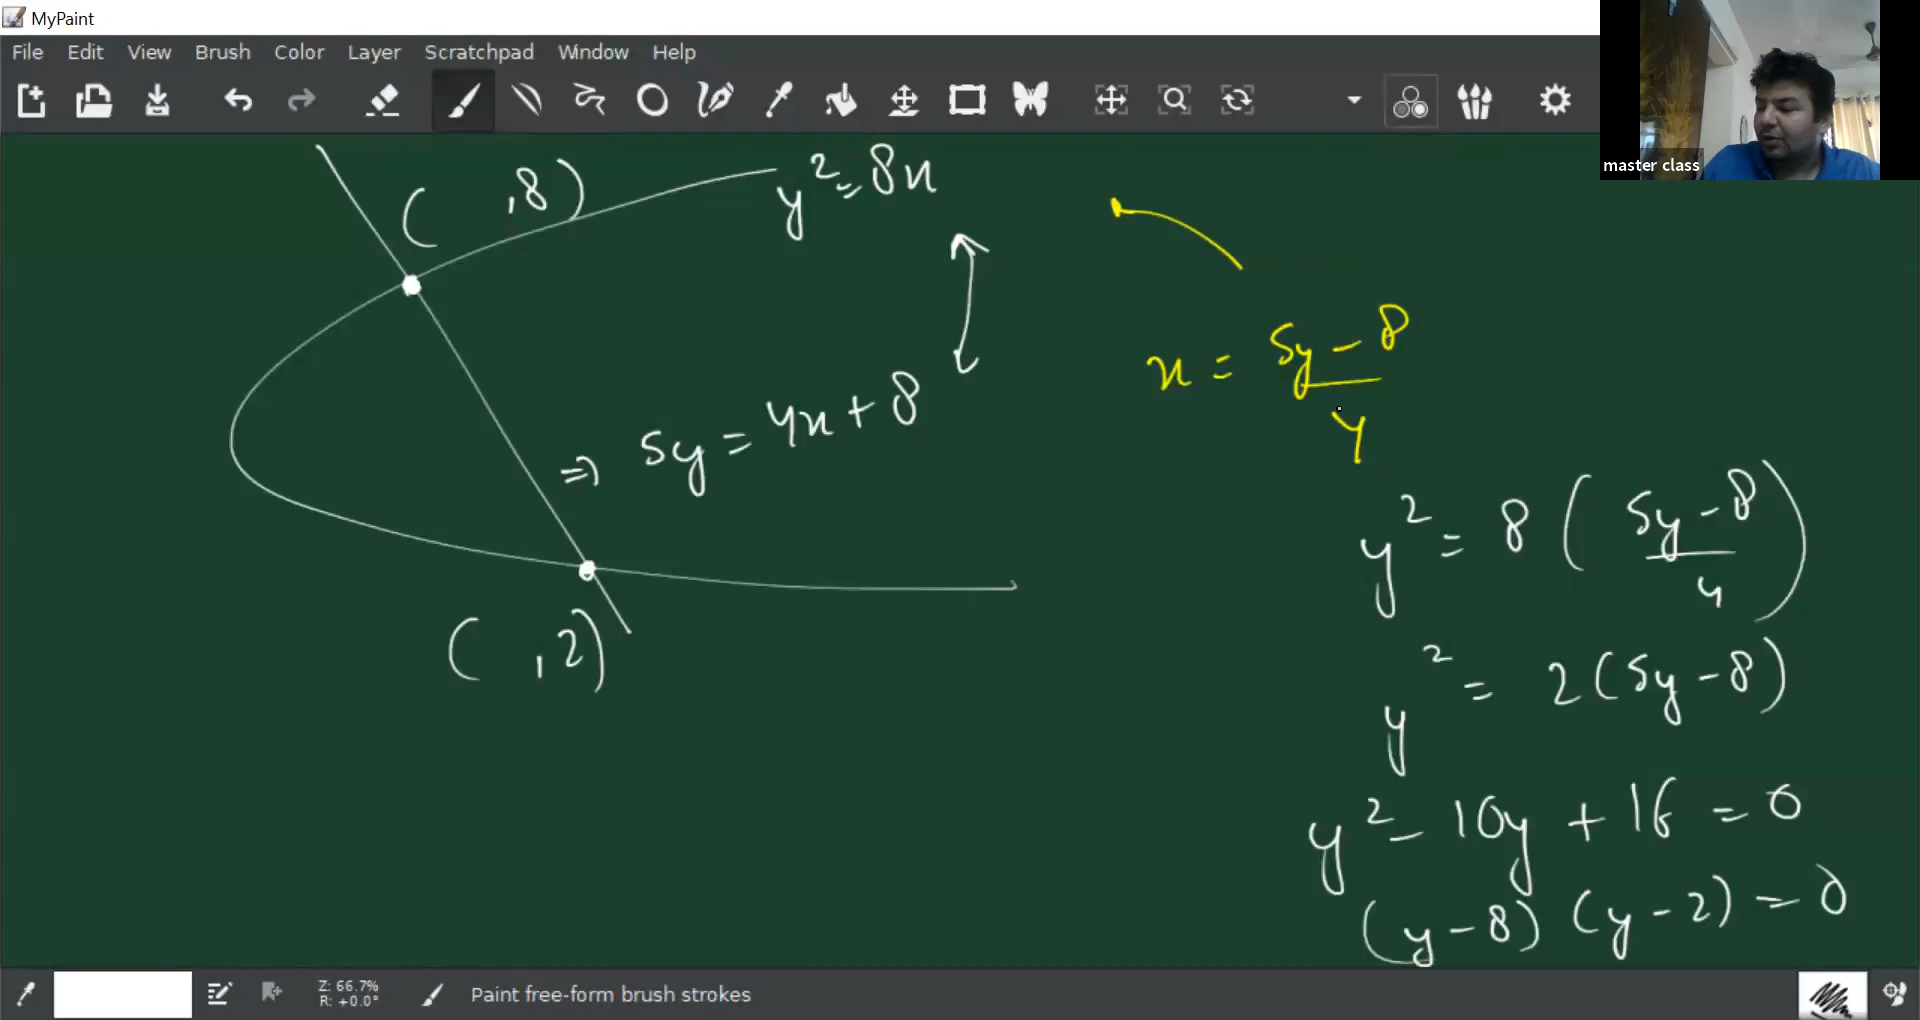 MyPaint
File Edit View Brush Color Layer Scratchpad Window Help
master class
( ,8)
y² = 8x
⇒ 5y = 4x + 8
( ,2)
x = (5y - 8)/4
y² = 8 ( (5y - 8)/4 )
y² = 2(5y - 8)
y² - 10y + 16 = 0
(y - 8) (y - 2) = 0
Z: 66.7%
R: +0.0°
Paint free-form brush strokes